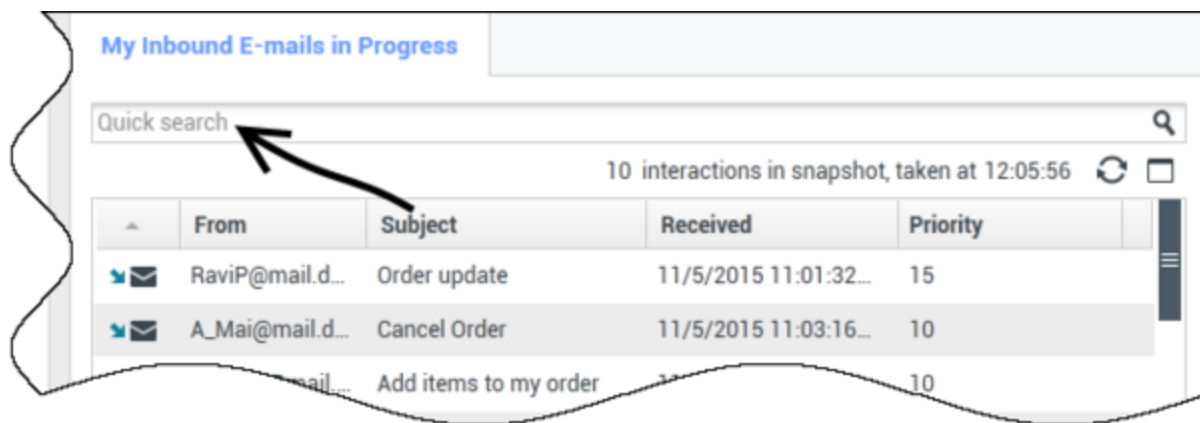 My Inbound E-mails in Progress
Quick search
10 interactions in snapshot, taken at 12:05:56
From Subject Received Priority
RaviP@mail.d... Order update 11/5/2015 11:01:32... 15
A_Mai@mail.d... Cancel Order 11/5/2015 11:03:16... 10
Add items to my order 10